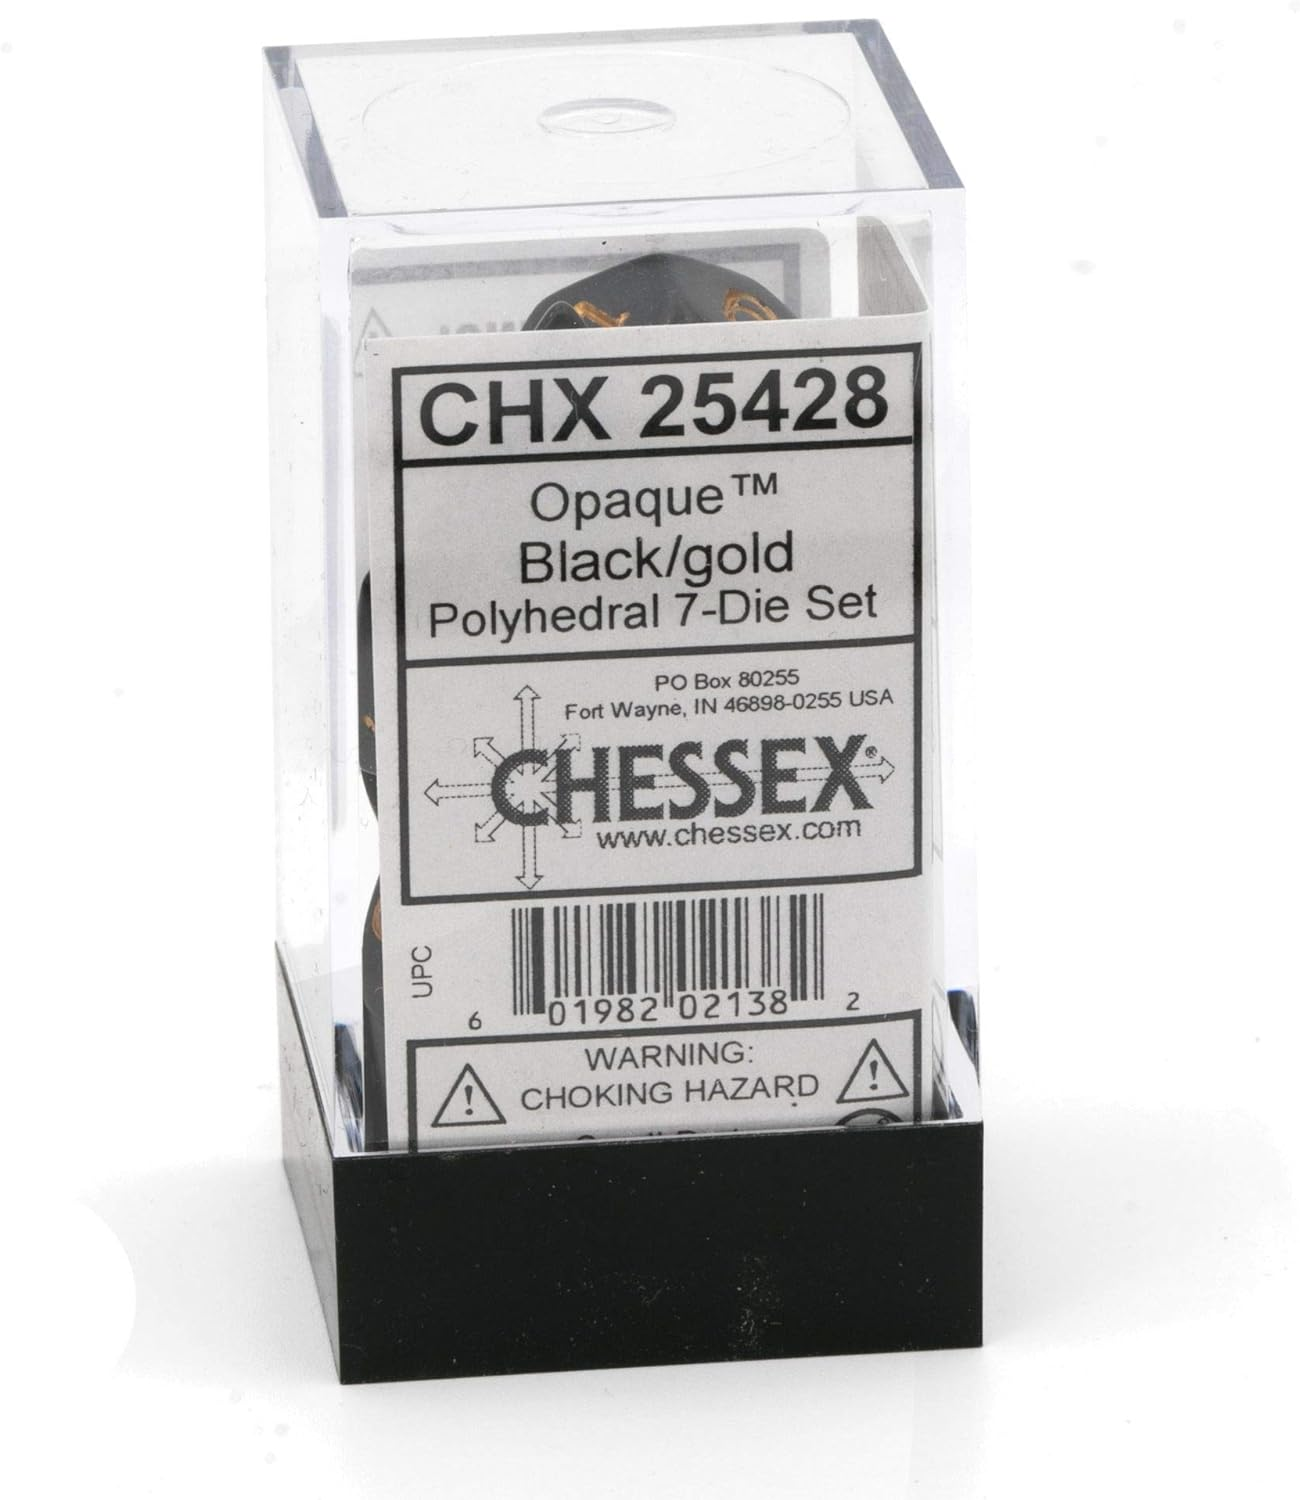 CHX 25428
Opaque™
Black/gold
Polyhedral 7-Die Set
PO Box 80255
Fort Wayne, IN 46898-0255 USA
CHESSEX®
www.chessex.com
UPC
6 01982 02138 2
WARNING:
CHOKING HAZARD